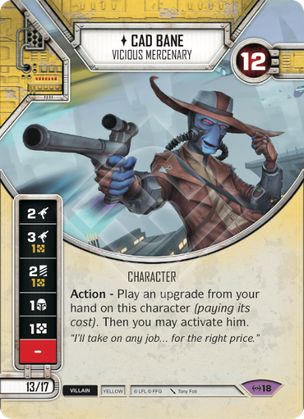 CAD BANE
VICIOUS MERCENARY
12
2
3
1
2
1
1
1
-
CHARACTER
Action - Play an upgrade from your
hand on this character (paying its
cost). Then you may activate him.
"I'll take on any job... for the right price."
13/17
VILLAIN
YELLOW
© LFL © FFG
Tony Foti
18